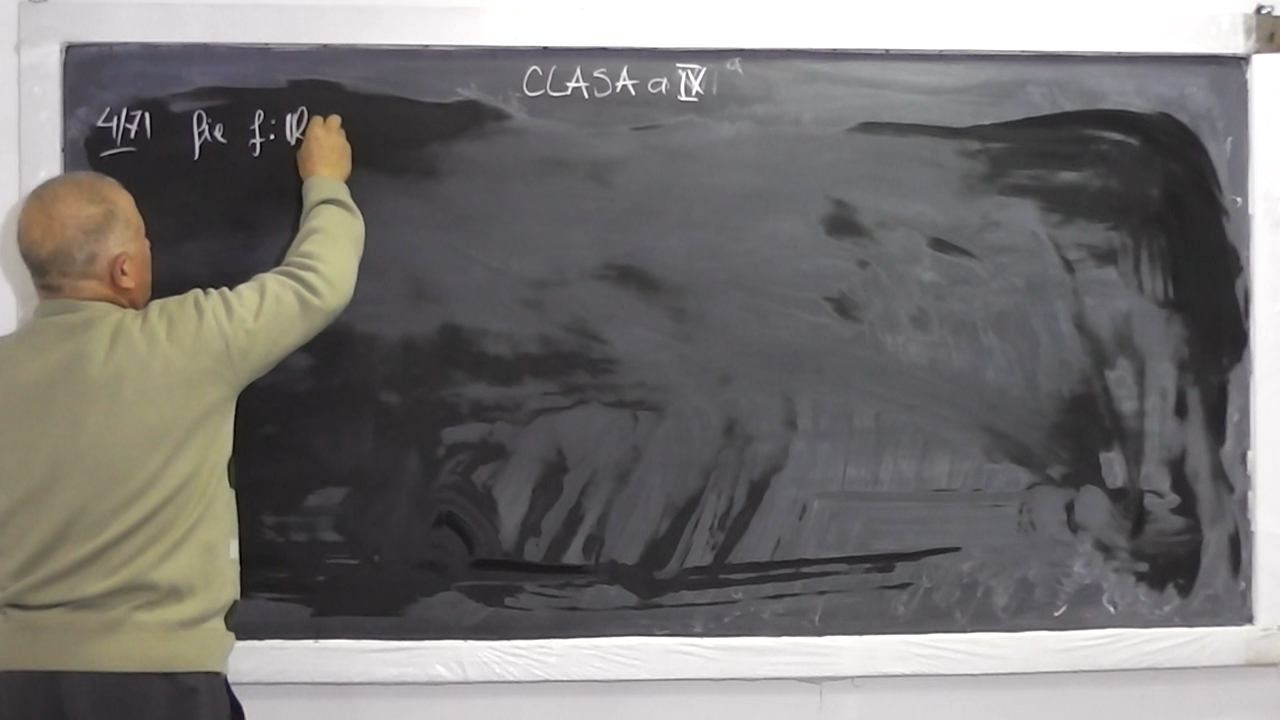 CLASA a IX a
4/71 fie f: ℝ